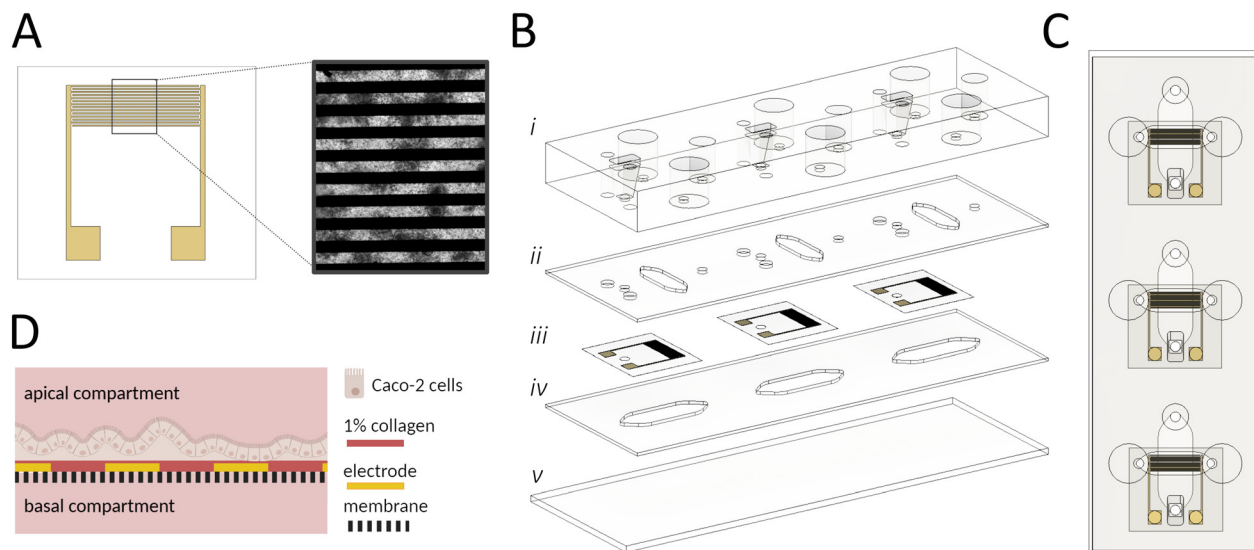 A
B
C
i
ii
iii
iv
v
D
apical compartment
basal compartment
Caco-2 cells
1% collagen
electrode
membrane